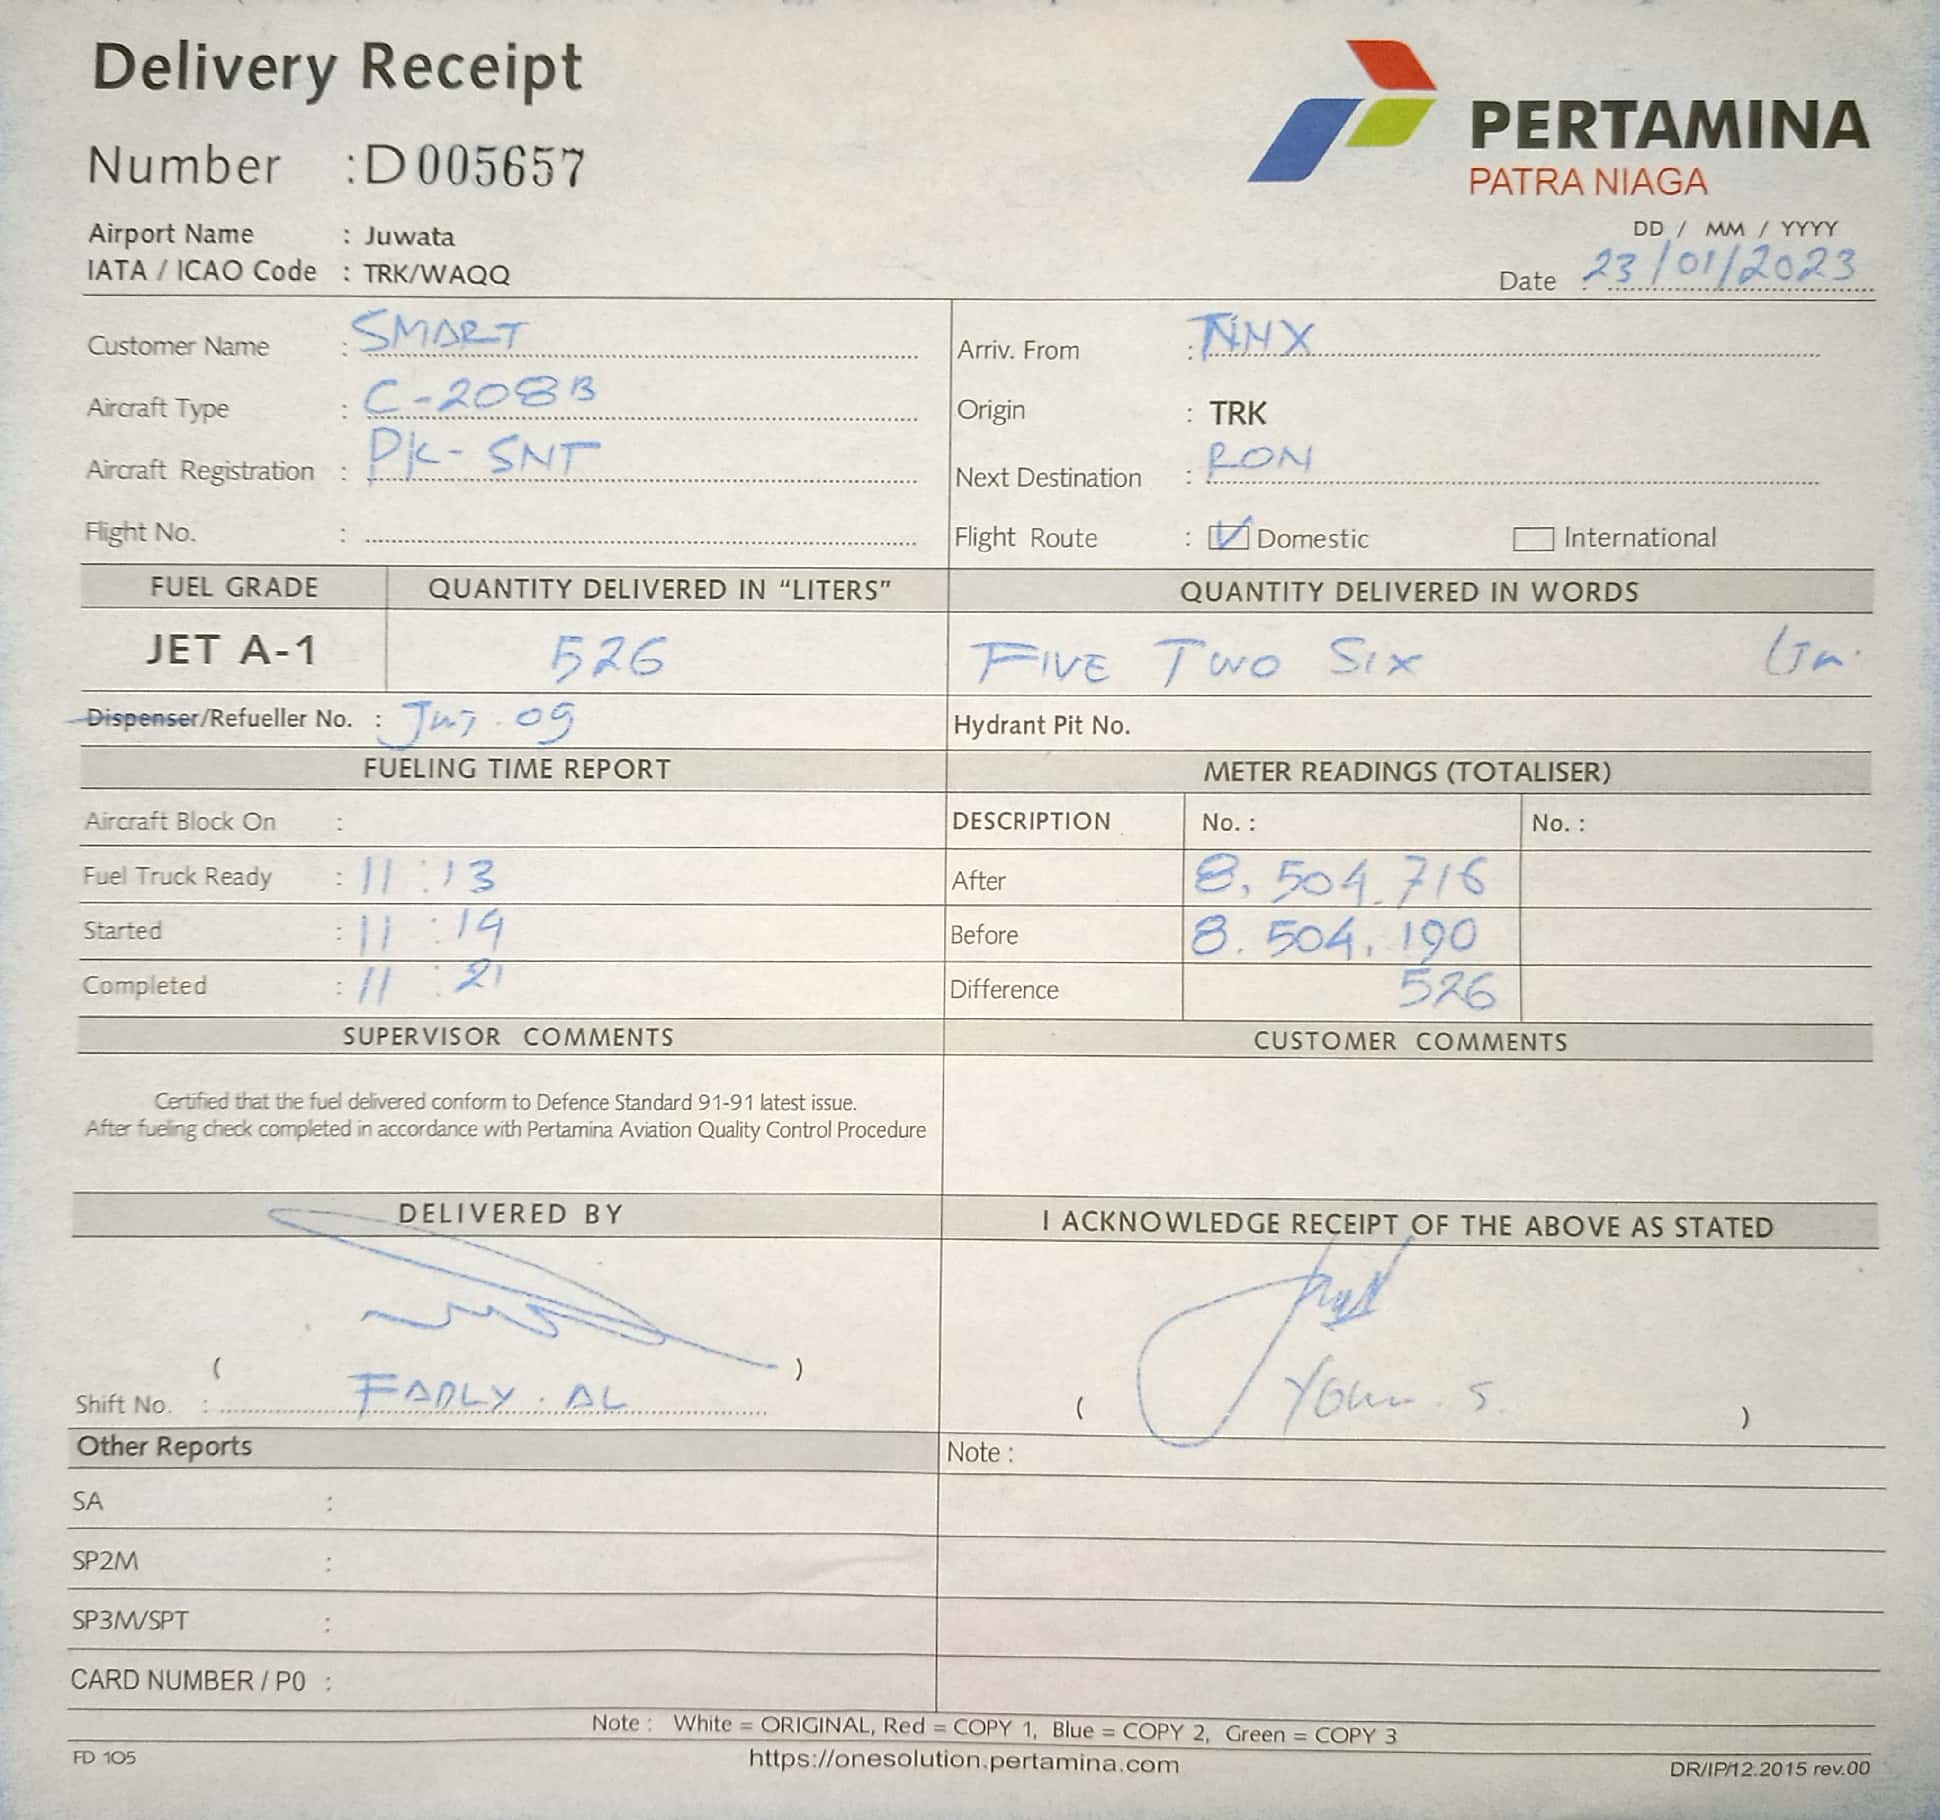 Delivery Receipt
PERTAMINA
PATRA NIAGA
Number : D 005657
Airport Name : Juwata
IATA / ICAO Code : TRK/WAQQ
DD / MM / YYYY
Date : 23/01/2023
Customer Name : SMART
Arriv. From : NNX
Aircraft Type : C-208B
Origin : TRK
Aircraft Registration : PK-SNT
Next Destination : RON
Flight No. :
Flight Route : Domestic International
FUEL GRADE QUANTITY DELIVERED IN “LITERS” QUANTITY DELIVERED IN WORDS
JET A-1 526 FIVE TWO SIX
Dispenser/Refueller No. : 09
Hydrant Pit No.
FUELING TIME REPORT METER READINGS (TOTALISER)
Aircraft Block On : DESCRIPTION No. : No. :
Fuel Truck Ready : 11 : 13 After 8.504.716
Started : 11 : 14 Before 8.504.190
Completed : 11 : 21 Difference 526
SUPERVISOR COMMENTS CUSTOMER COMMENTS
Certified that the fuel delivered conform to Defence Standard 91-91 latest issue.
After fueling check completed in accordance with Pertamina Aviation Quality Control Procedure
DELIVERED BY I ACKNOWLEDGE RECEIPT OF THE ABOVE AS STATED
( )
Shift No. : FADLY. AL
( S. )
Other Reports Note :
SA :
SP2M :
SP3M/SPT :
CARD NUMBER / P0 :
Note : White = ORIGINAL, Red = COPY 1, Blue = COPY 2, Green = COPY 3
FD 105 https://onesolution.pertamina.com DR/IP/12.2015 rev.00